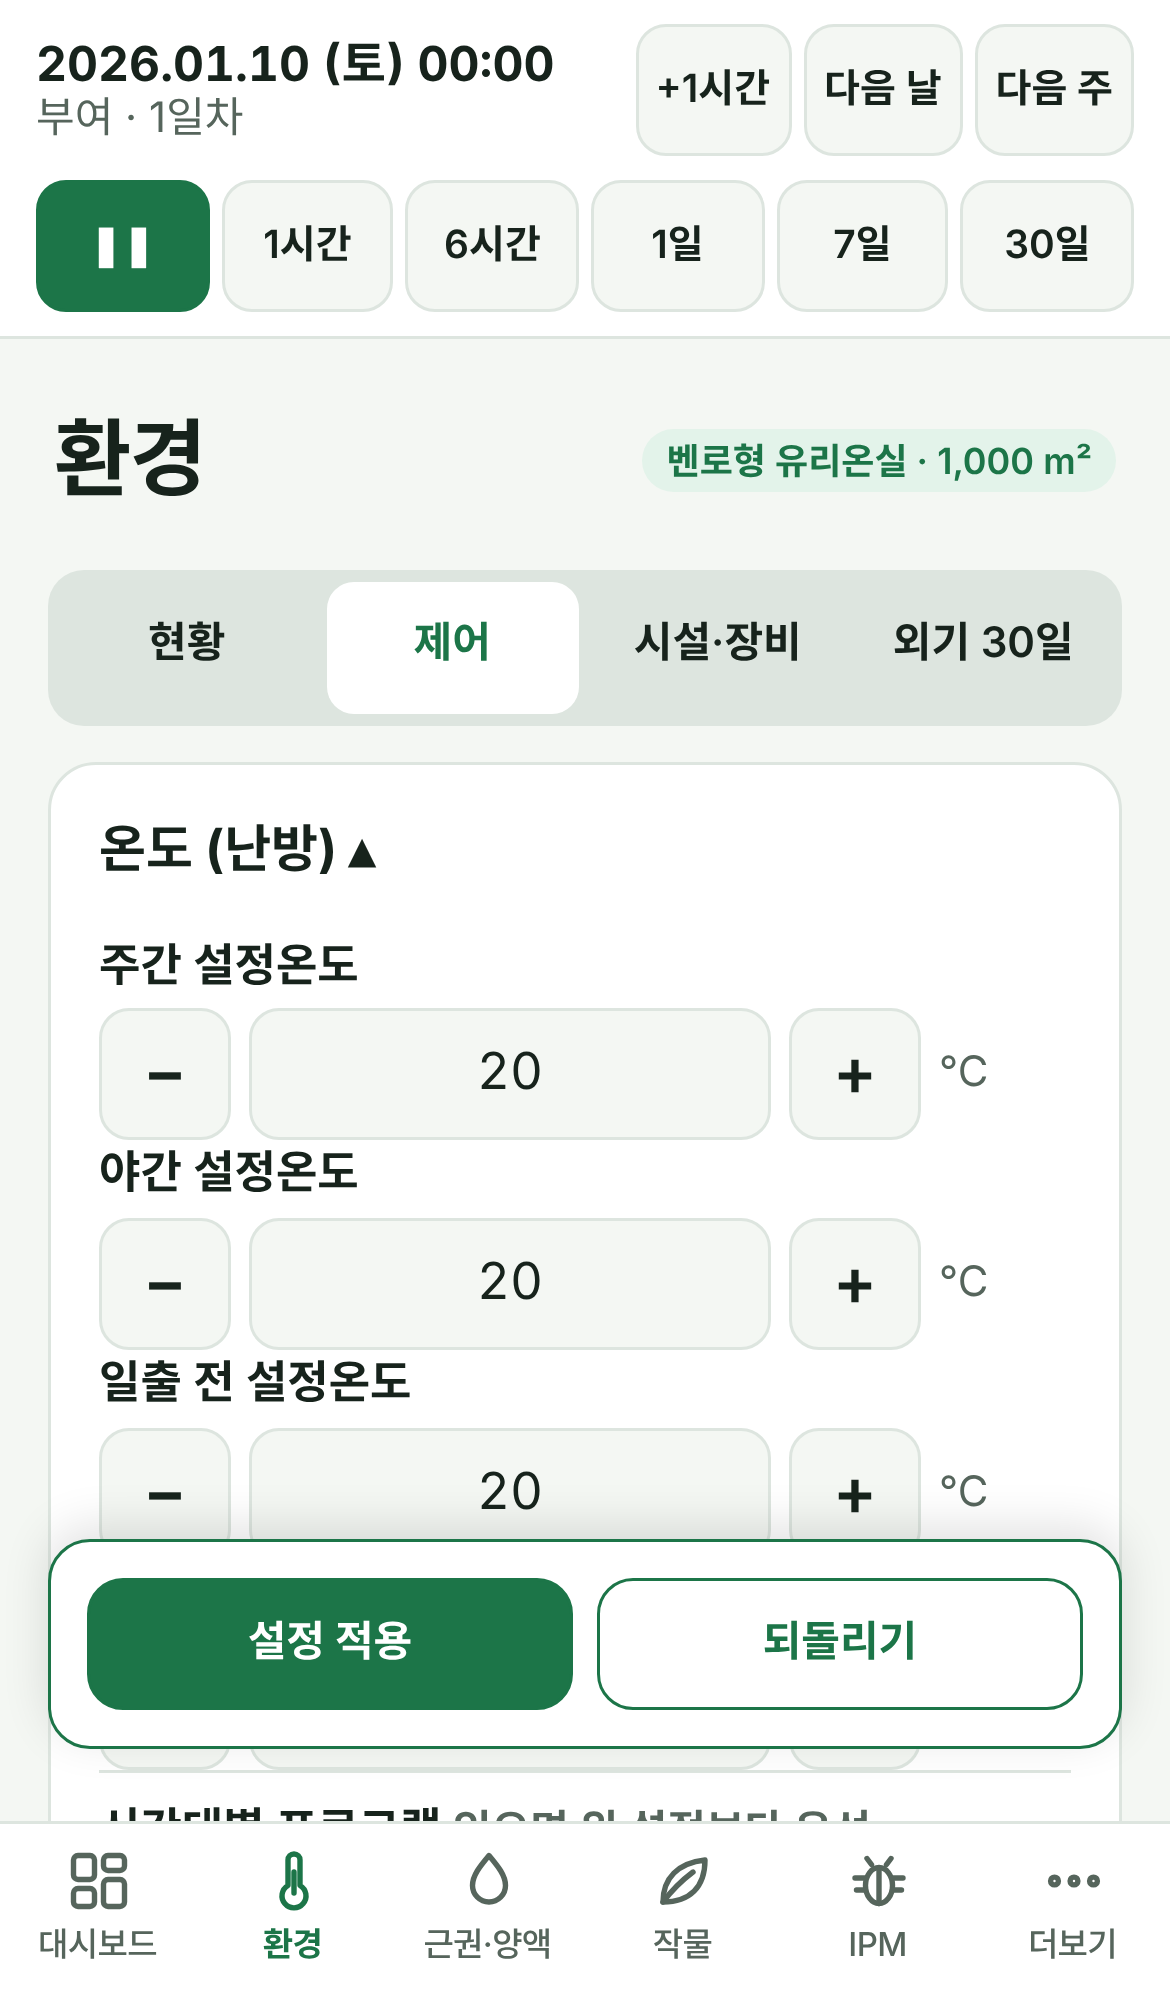 2026.01.10 (토) 00:00
부여 · 1일차
+1시간
다음 날
다음 주
1시간
6시간
1일
7일
30일
환경
벤로형 유리온실 · 1,000 m²
현황
제어
시설·장비
외기 30일
온도 (난방) ▲
주간 설정온도
− 20 + °C
야간 설정온도
− 20 + °C
일출 전 설정온도
− 20 + °C
설정 적용
되돌리기
대시보드
환경
근권·양액
작물
IPM
더보기